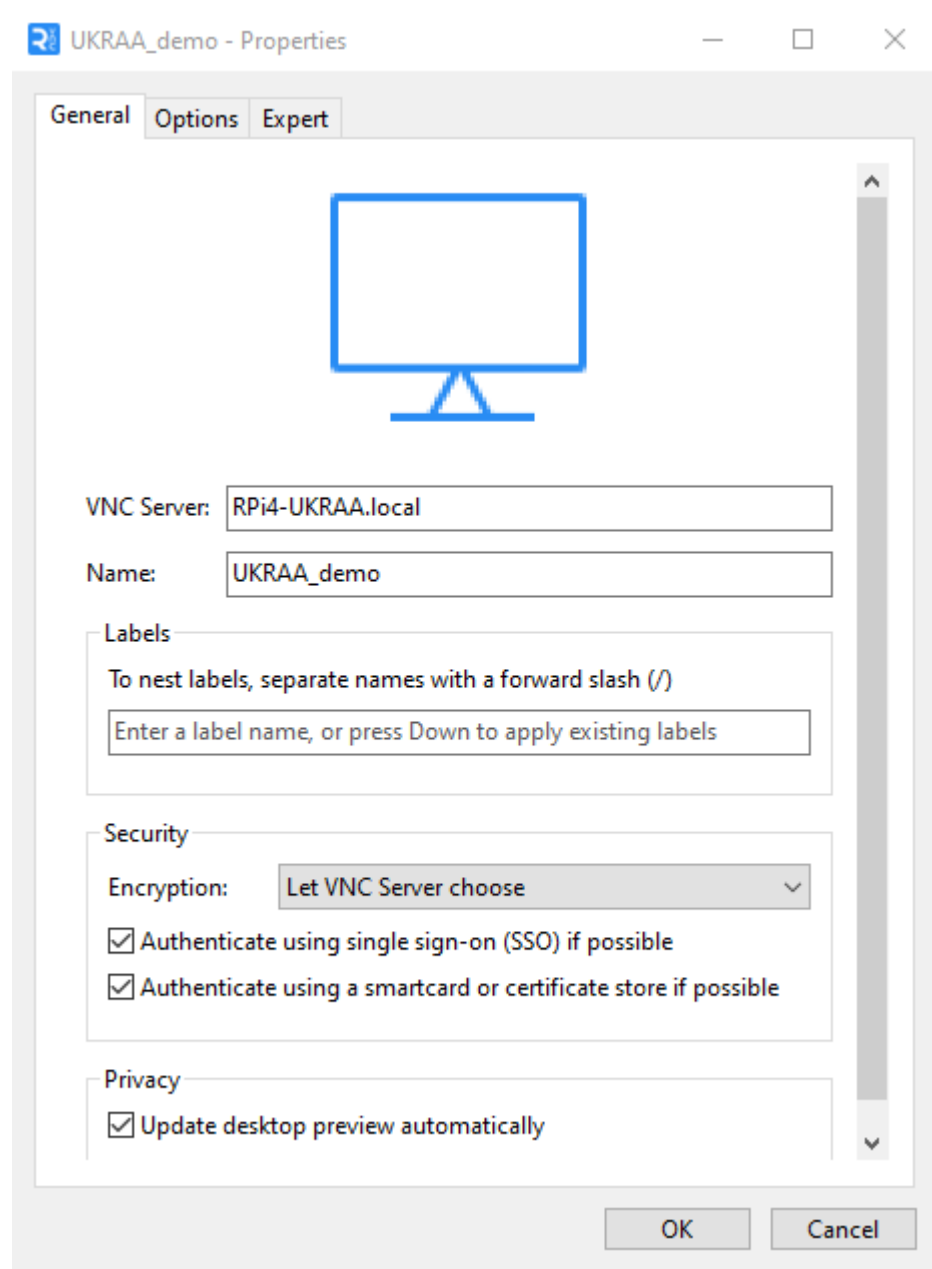 UKRAA_demo - Properties
General Options Expert
VNC Server: RPi4-UKRAA.local
Name: UKRAA_demo
Labels
To nest labels, separate names with a forward slash (/)
Enter a label name, or press Down to apply existing labels
Security
Encryption: Let VNC Server choose
Authenticate using single sign-on (SSO) if possible
Authenticate using a smartcard or certificate store if possible
Privacy
Update desktop preview automatically
OK Cancel